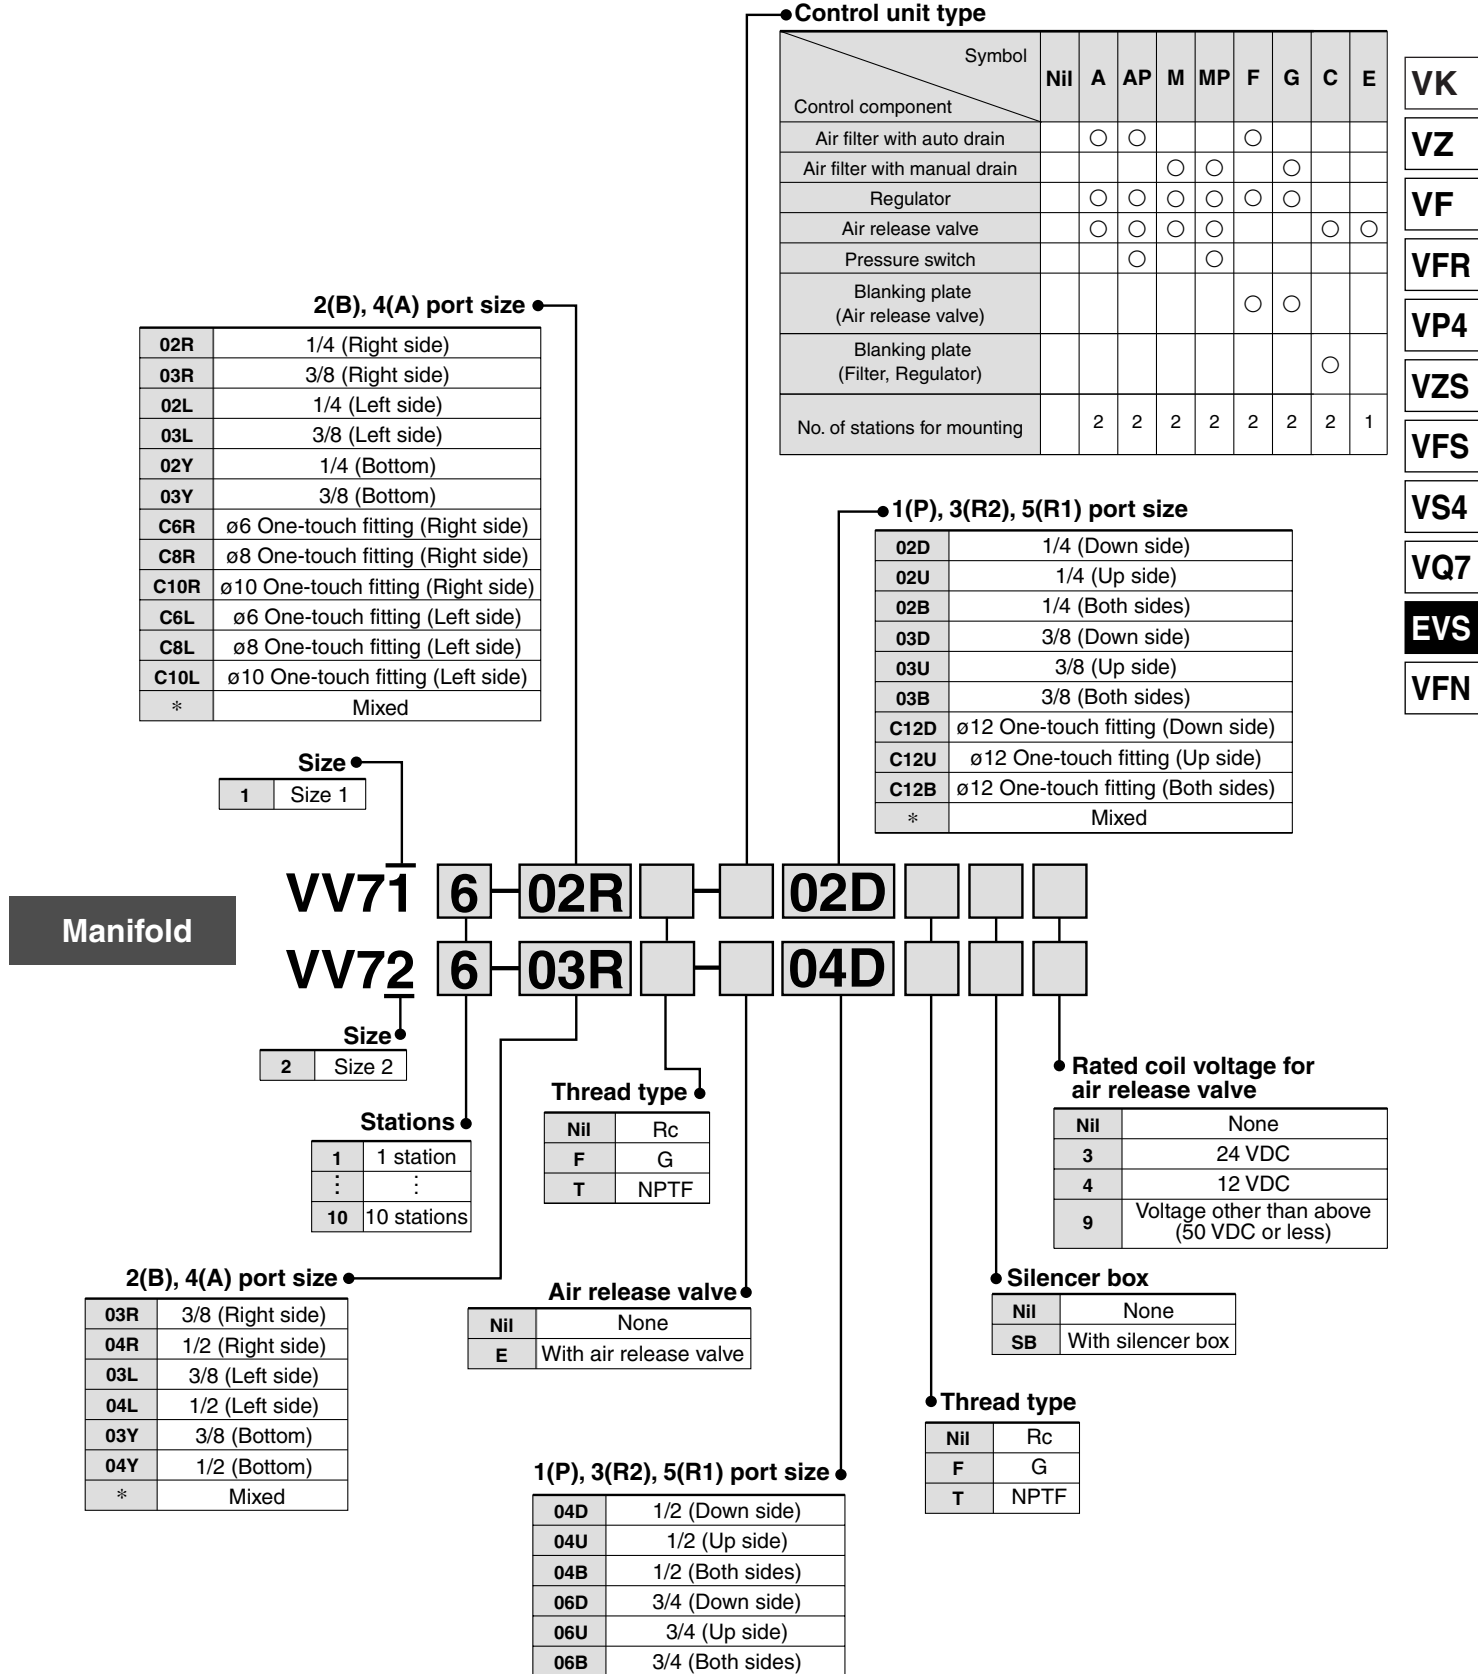 Control unit type
Symbol
Control component
Nil A AP M MP F G C E
Air filter with auto drain ○ ○ ○
Air filter with manual drain ○ ○ ○
Regulator ○ ○ ○ ○ ○ ○
Air release valve ○ ○ ○ ○ ○ ○
Pressure switch ○ ○
Blanking plate
(Air release valve) ○ ○
Blanking plate
(Filter, Regulator) ○
No. of stations for mounting 2 2 2 2 2 2 2 1
VK
VZ
VF
VFR
VP4
VZS
VFS
VS4
VQ7
EVS
VFN
2(B), 4(A) port size
02R 1/4 (Right side)
03R 3/8 (Right side)
02L 1/4 (Left side)
03L 3/8 (Left side)
02Y 1/4 (Bottom)
03Y 3/8 (Bottom)
C6R ø6 One-touch fitting (Right side)
C8R ø8 One-touch fitting (Right side)
C10R ø10 One-touch fitting (Right side)
C6L ø6 One-touch fitting (Left side)
C8L ø8 One-touch fitting (Left side)
C10L ø10 One-touch fitting (Left side)
* Mixed
1(P), 3(R2), 5(R1) port size
02D 1/4 (Down side)
02U 1/4 (Up side)
02B 1/4 (Both sides)
03D 3/8 (Down side)
03U 3/8 (Up side)
03B 3/8 (Both sides)
C12D ø12 One-touch fitting (Down side)
C12U ø12 One-touch fitting (Up side)
C12B ø12 One-touch fitting (Both sides)
* Mixed
Size
1 Size 1
Manifold
VV71 6 - 02R - 02D
VV72 6 - 03R - 04D
Size
2 Size 2
Stations
1 1 station
⋮ ⋮
10 10 stations
Thread type
Nil Rc
F G
T NPTF
Rated coil voltage for
air release valve
Nil None
3 24 VDC
4 12 VDC
9 Voltage other than above
(50 VDC or less)
2(B), 4(A) port size
03R 3/8 (Right side)
04R 1/2 (Right side)
03L 3/8 (Left side)
04L 1/2 (Left side)
03Y 3/8 (Bottom)
04Y 1/2 (Bottom)
* Mixed
Air release valve
Nil None
E With air release valve
Silencer box
Nil None
SB With silencer box
Thread type
Nil Rc
F G
T NPTF
1(P), 3(R2), 5(R1) port size
04D 1/2 (Down side)
04U 1/2 (Up side)
04B 1/2 (Both sides)
06D 3/4 (Down side)
06U 3/4 (Up side)
06B 3/4 (Both sides)